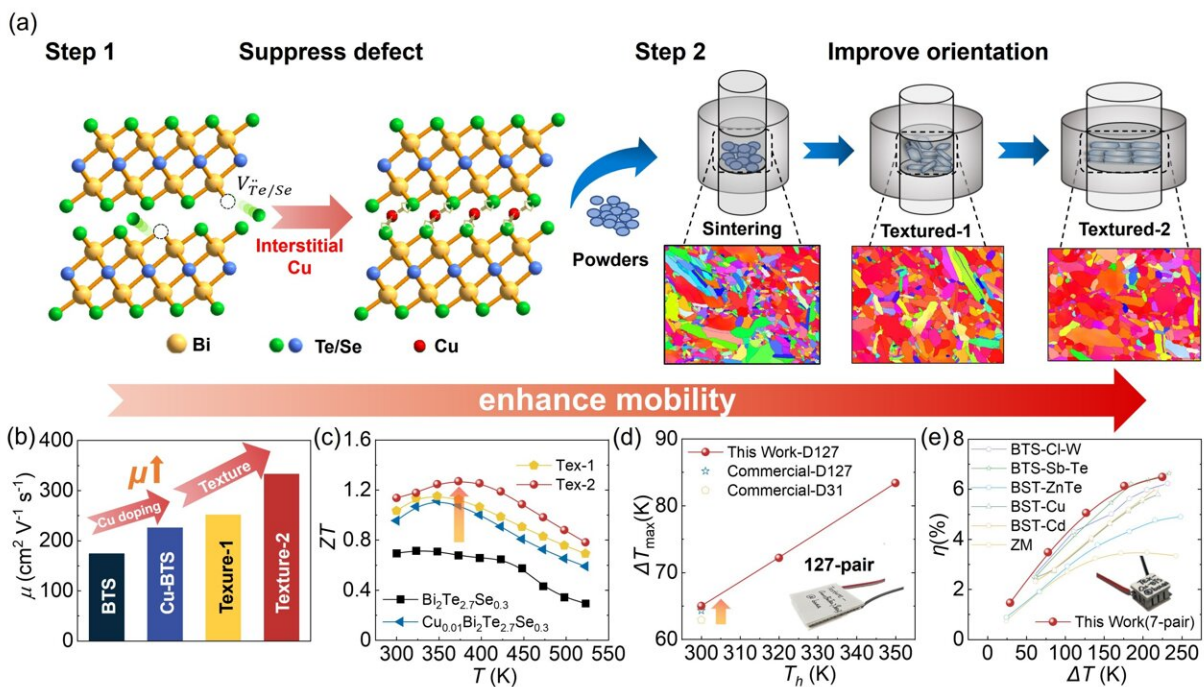 (a)
Step 1
Suppress defect
Step 2
Improve orientation
V¨Te/Se
Interstitial
Cu
Powders
Sintering
Textured-1
Textured-2
Bi
Te/Se
Cu
enhance mobility
(b)
400
300
200
100
0
μ (cm² V⁻¹ s⁻¹)
μ
Cu doping
Texture
BTS
Cu-BTS
Texure-1
Texture-2
(c)
1.6
1.2
0.8
0.4
0.0
ZT
Tex-1
Tex-2
Bi₂Te₂.₇Se₀.₃
Cu₀.₀₁Bi₂Te₂.₇Se₀.₃
300 350 400 450 500 550
T (K)
(d)
90
80
70
60
ΔTmax(K)
This Work-D127
Commercial-D127
Commercial-D31
127-pair
300 310 320 330 340 350
Th (K)
(e)
10
8
6
4
2
0
η(%)
BTS-Cl-W
BTS-Sb-Te
BST-ZnTe
BST-Cu
BST-Cd
ZM
This Work(7-pair)
0 50 100 150 200 250
ΔT (K)